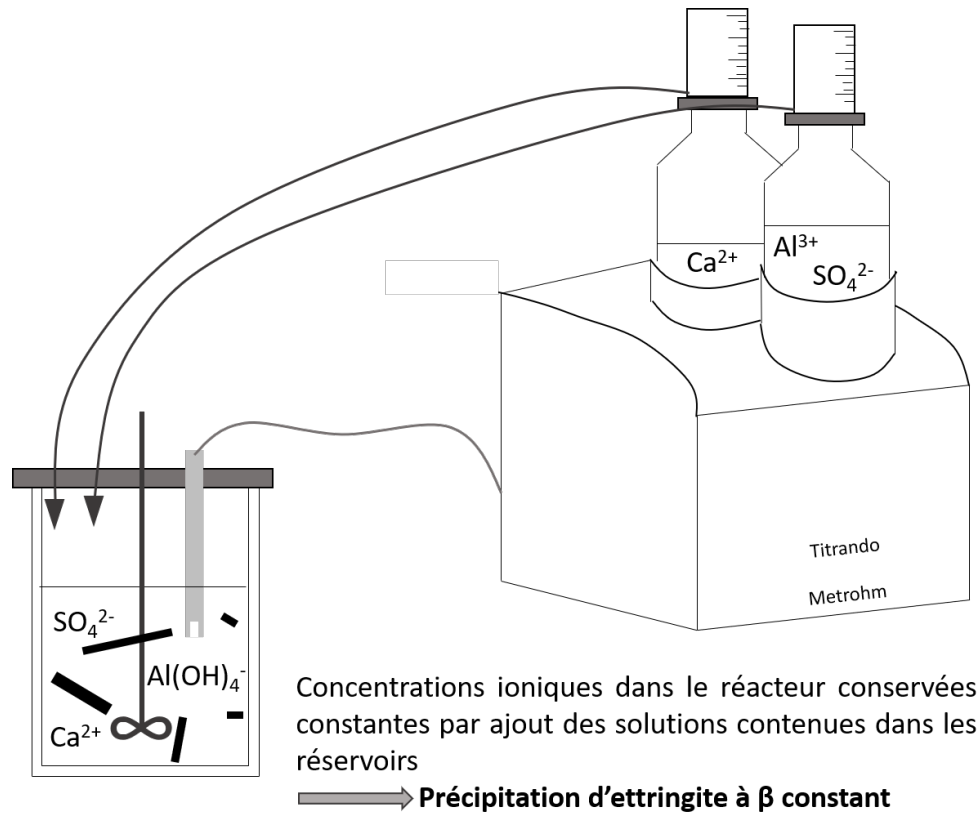 Ca²⁺
Al³⁺
SO₄²⁻
Titrando
Metrohm
SO₄²⁻
Al(OH)₄⁻
Ca²⁺
Concentrations ioniques dans le réacteur conservées
constantes par ajout des solutions contenues dans les
réservoirs
Précipitation d’ettringite à β constant